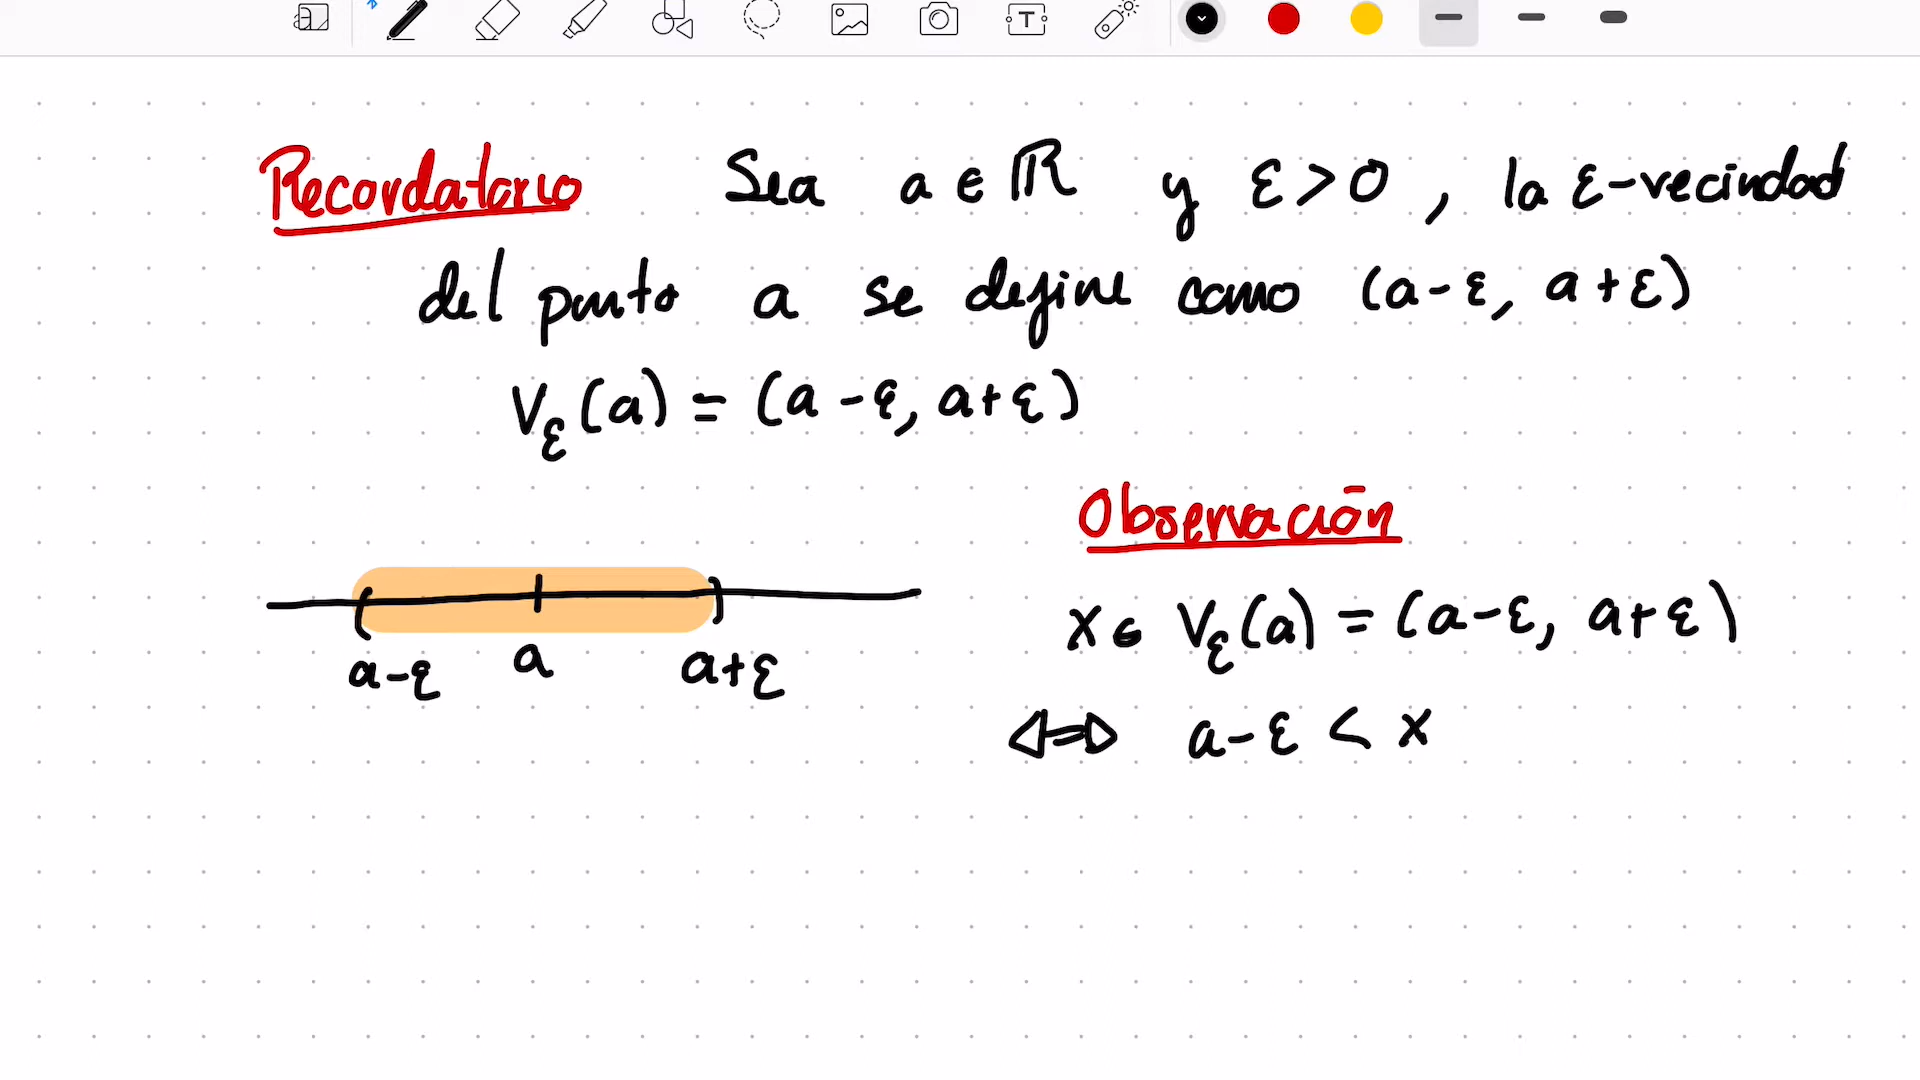 Recordatorio Sea a ∈ ℝ y ε > 0, la ε-vecindad
del punto a se define como (a-ε, a+ε)
V_ε(a) = (a-ε, a+ε)
Observación
a-ε a a+ε
x ∈ V_ε(a) = (a-ε, a+ε)
⟺ a-ε < x